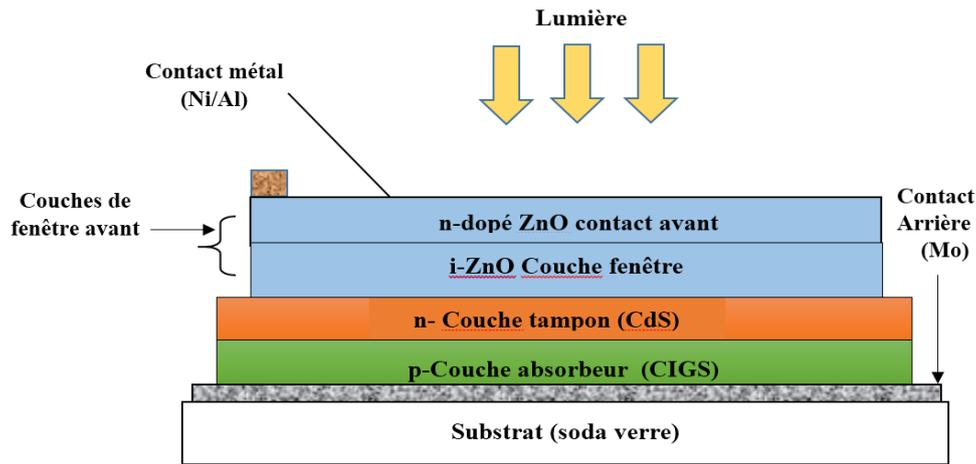 Lumière
Contact métal
(Ni/Al)
Couches de
fenêtre avant
Contact
Arrière
(Mo)
n-dopé ZnO contact avant
i-ZnO Couche fenêtre
n- Couche tampon (CdS)
p-Couche absorbeur (CIGS)
Substrat (soda verre)